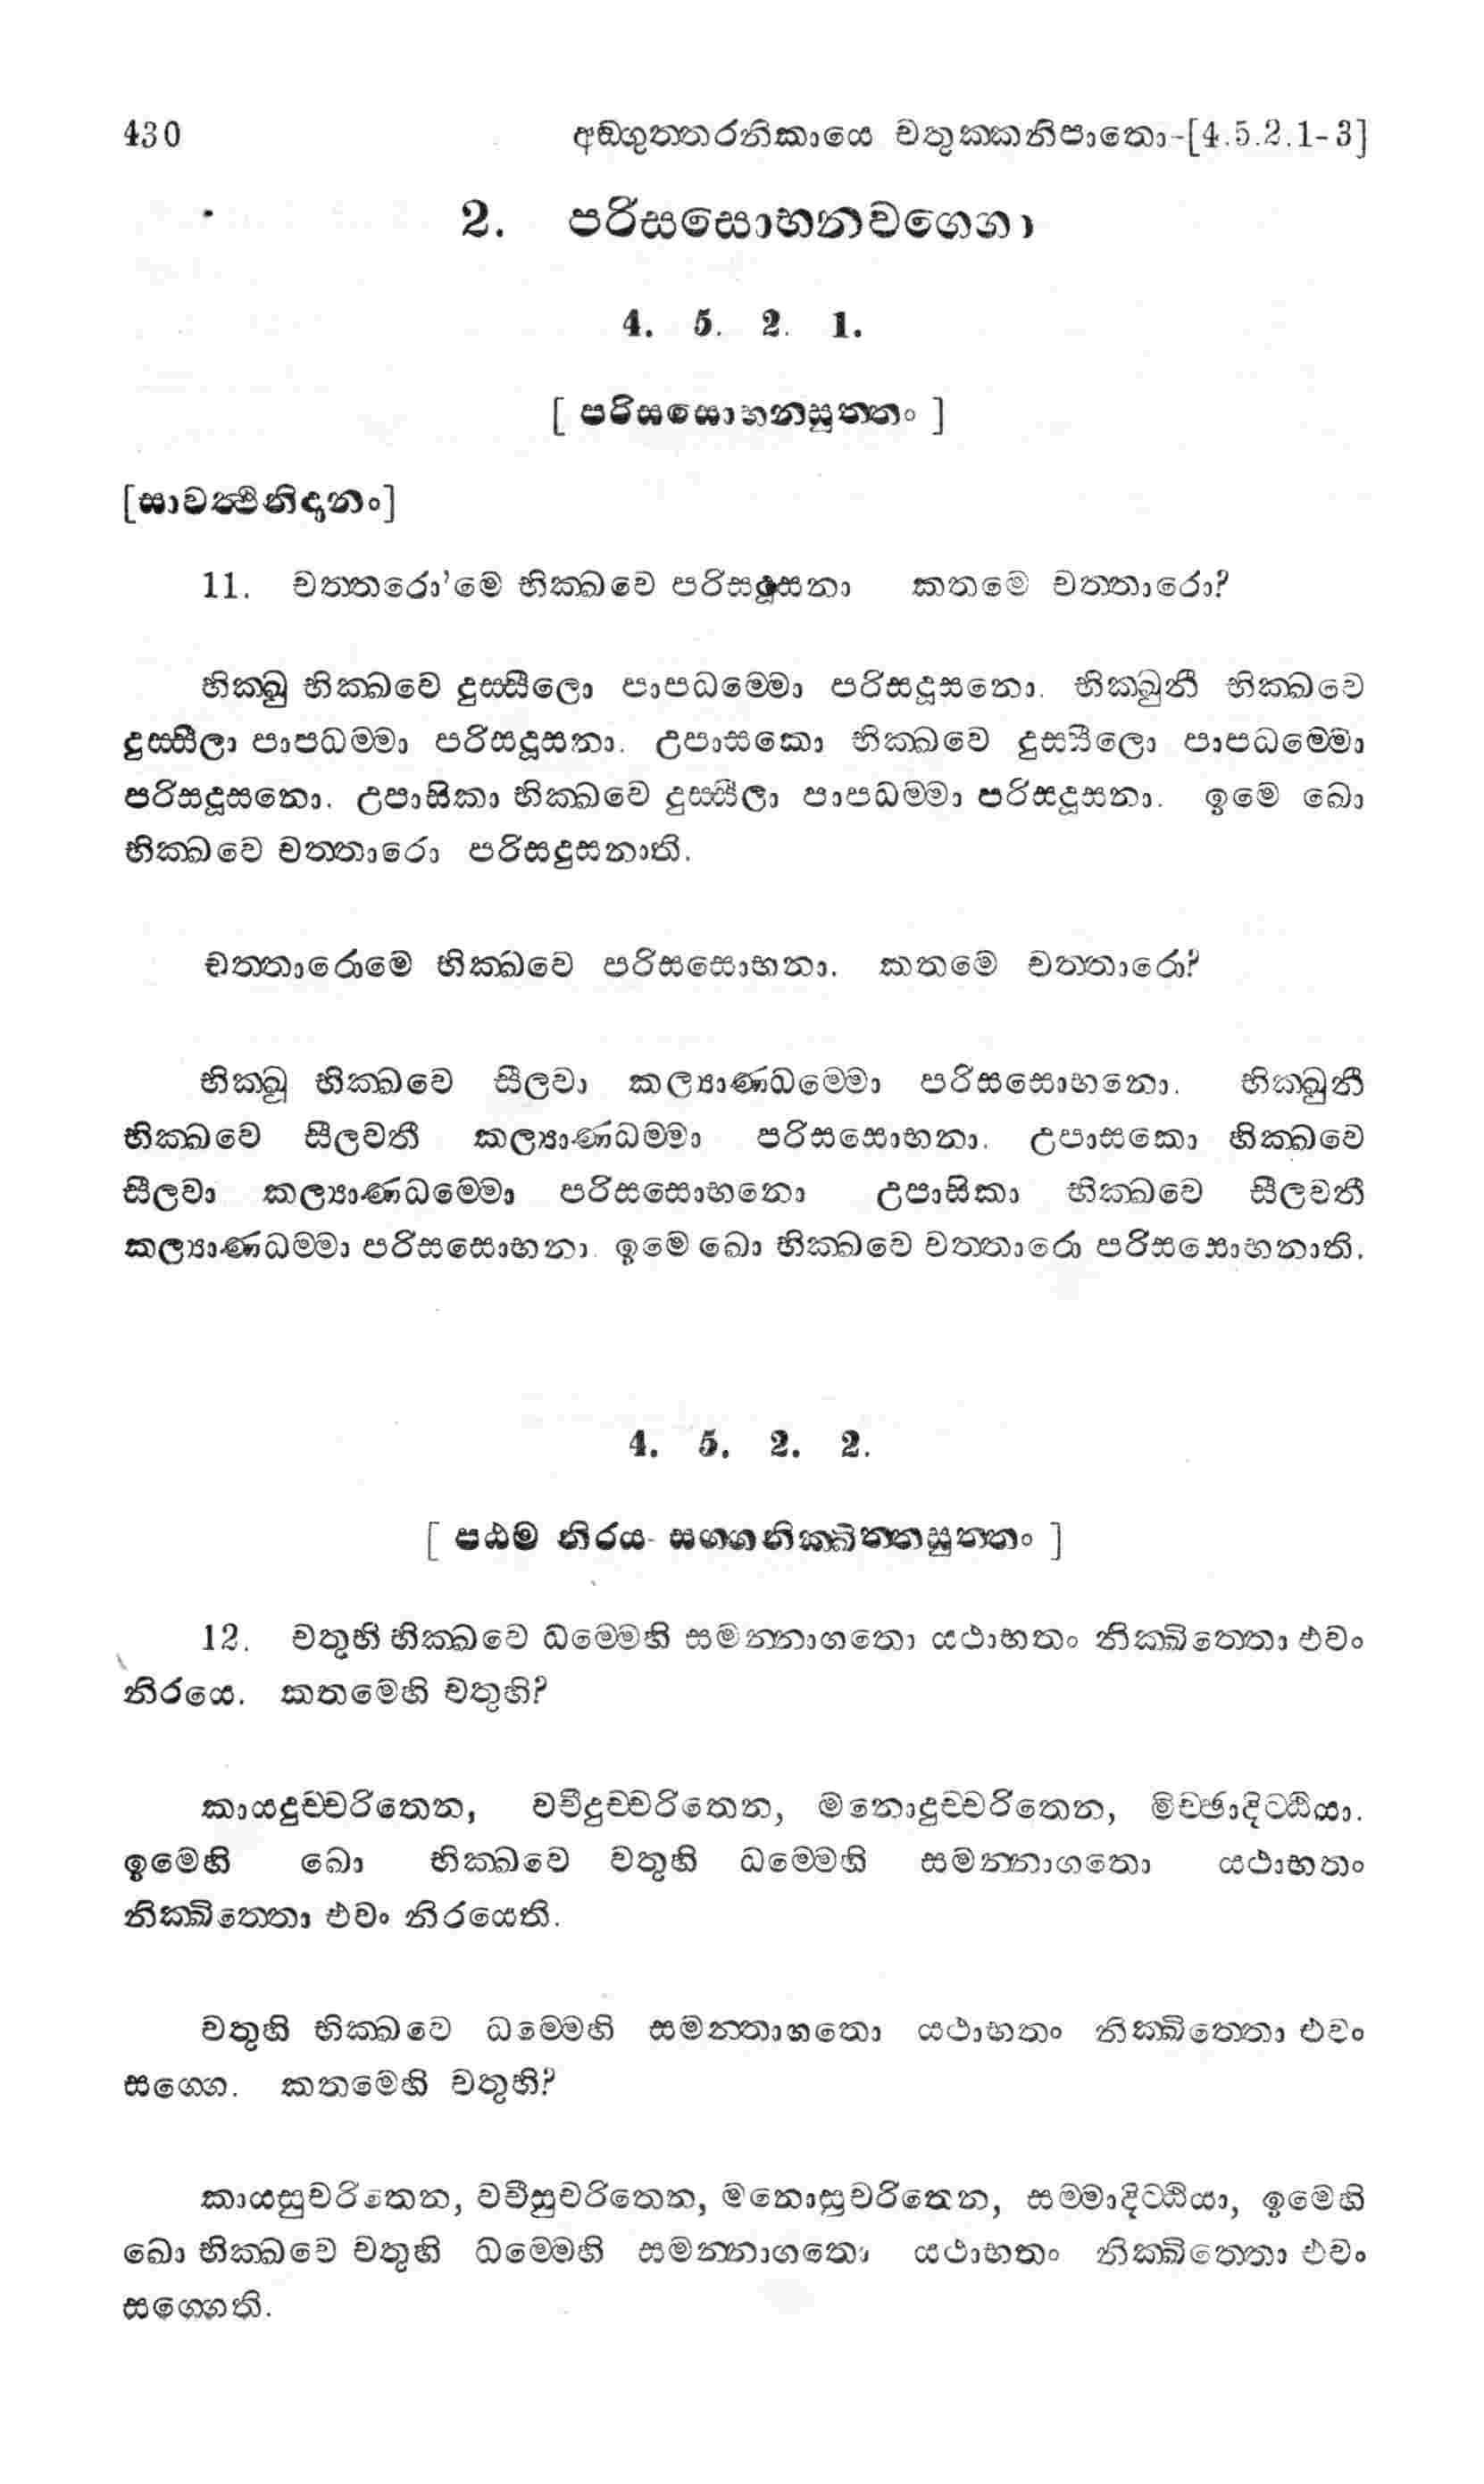 430 අඞ්ගුත්තරනිකායෙ චතුක්කනිපාතො-[4.5.2.1-3]
2. පරිසසොභනවග්ගො
4. 5. 2. 1.
[ පරිසසොභනසුත්තං ]
[සාවත්ථිනිදානං]
11. චත්තරො'මෙ භික්ඛවෙ පරිසදූසනා කතමෙ චත්තාරො?
භික්ඛු භික්ඛවෙ දුස්සීලො පාපධම්මො පරිසදූසනො. භික්ඛුනී භික්ඛවෙ
දුස්සීලා පාපධම්මා පරිසදූසනා. උපාසකො භික්ඛවෙ දුස්සීලො පාපධම්මො
පරිසදූසනො. උපාසිකා භික්ඛවෙ දුස්සීලා පාපධම්මා පරිසදූසනා. ඉමෙ ඛො
භික්ඛවෙ චත්තාරො පරිසදුසනාති.
චත්තාරොමෙ භික්ඛවෙ පරිසසොභනා. කතමෙ චත්තාරො?
භික්ඛූ භික්ඛවෙ සීලවා කල්‍යාණධම්මො පරිසසොභනො. භික්ඛුනී
භික්ඛවෙ සීලවතී කල්‍යාණධම්මා පරිසසොභනා. උපාසකො භික්ඛවෙ
සීලවා කල්‍යාණධම්මො පරිසසොභනො උපාසිකා භික්ඛවෙ සීලවතී
කල්‍යාණධම්මා පරිසසොභනා. ඉමෙ ඛො භික්ඛවෙ චත්තාරො පරිසසොභනාති.
4. 5. 2. 2.
[ පඨම නිරය- සග්ගනික්ඛිත්තසුත්තං ]
12. චතූභි භික්ඛවෙ ධම්මෙහි සමන්නාගතො යථාභතං නික්ඛිත්තො එවං
නිරයෙ. කතමෙහි චතුහි?
කායදුච්චරිතෙන, වචීදුච්චරිතෙන, මනොදුච්චරිතෙන, මිච්ඡාදිට්ඨියා.
ඉමෙහි ඛො භික්ඛවෙ චතූහි ධම්මෙහි සමන්නාගතො යථාභතං
නික්ඛිත්තො එවං නිරයෙති.
චතූහි භික්ඛවෙ ධම්මෙහි සමන්නාගතො යථාභතං නික්ඛිත්තො එවං
සග්ගෙ. කතමෙහි චතූහි?
කායසුචරිතෙන, වචීසුචරිතෙන, මනොසුචරිතෙන, සම්මාදිට්ඨියා, ඉමෙහි
ඛො භික්ඛවෙ චතූහි ධම්මෙහි සමන්නාගතො යථාභතං නික්ඛිත්තො එවං
සග්ගෙති.